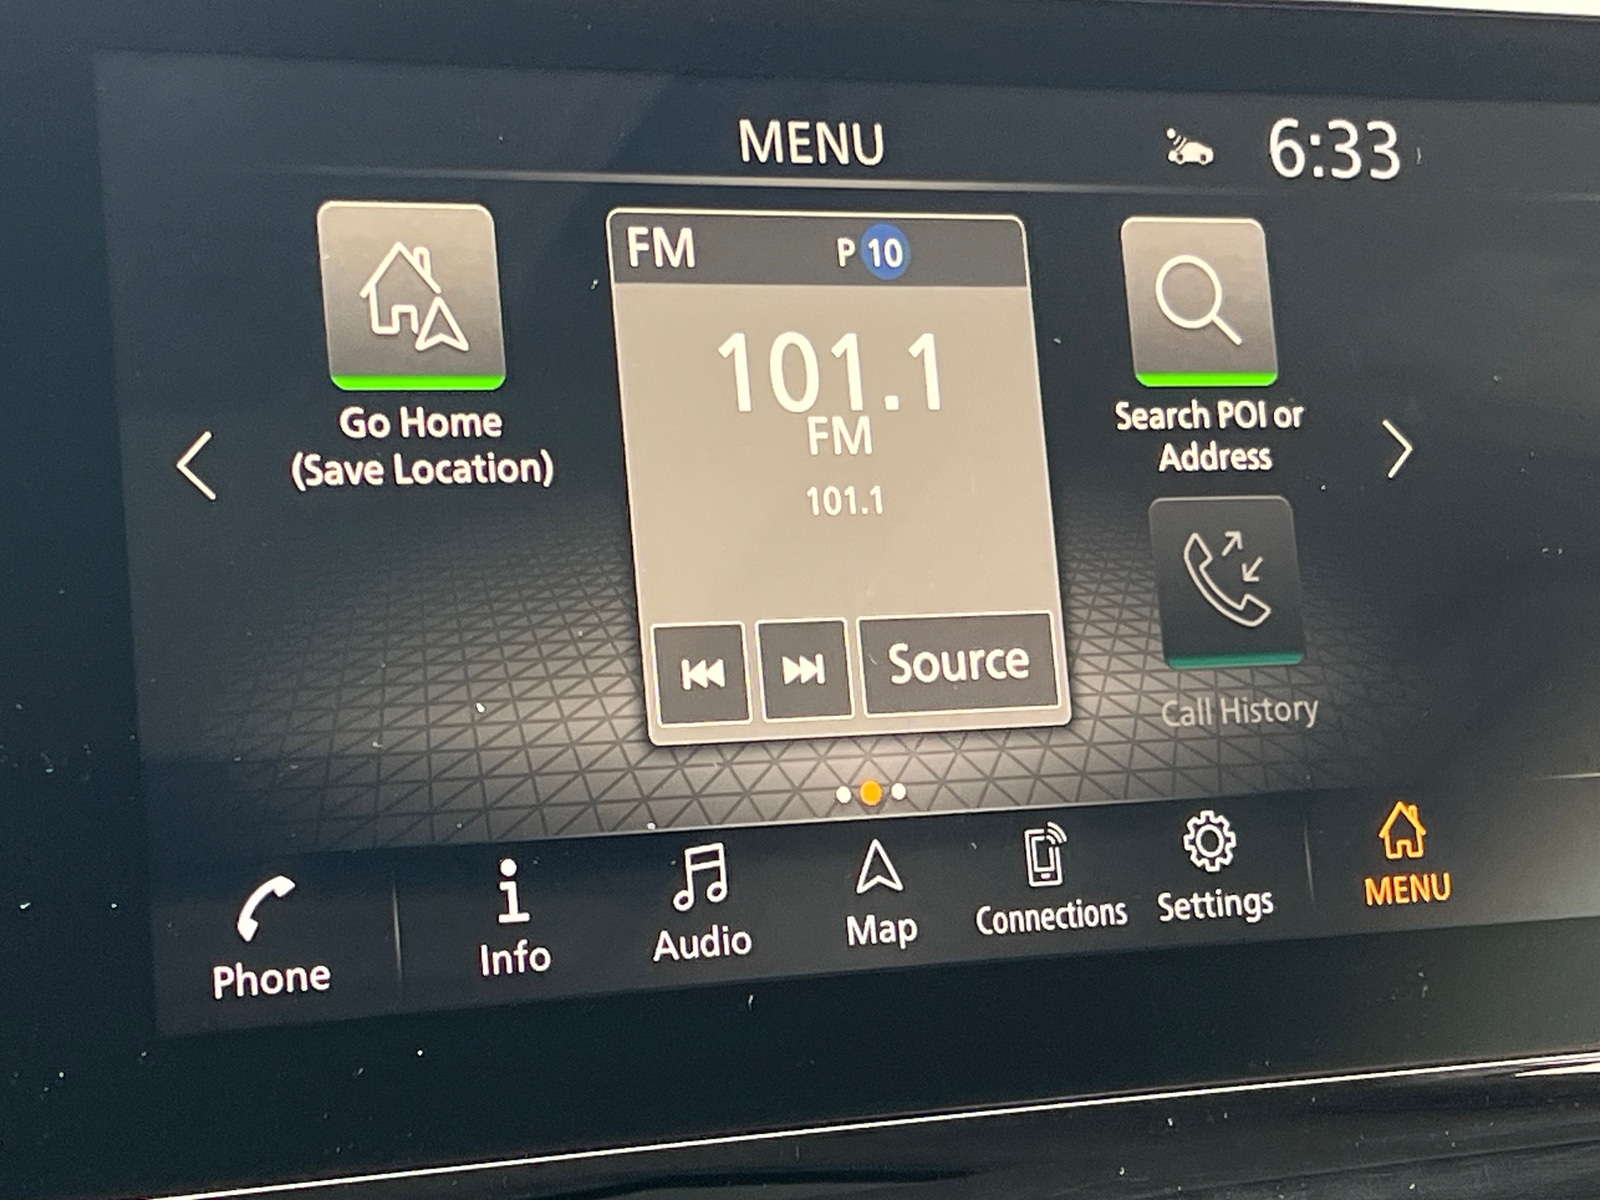 MENU
6:33
FM P 10
101.1
FM
101.1
Source
Go Home
(Save Location)
Search POI or
Address
Call History
Phone
Info
Audio
Map
Connections
Settings
MENU